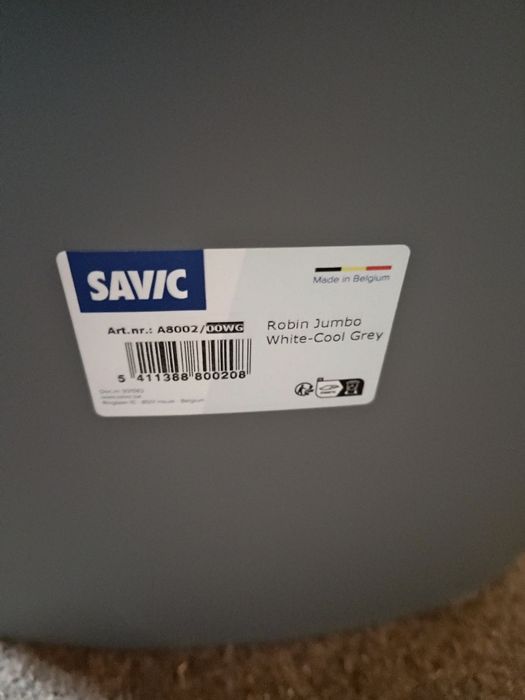 SAVIC
Made in Belgium
Art.nr.: A8002/00WG
Robin Jumbo
White-Cool Grey
5 411388 800208